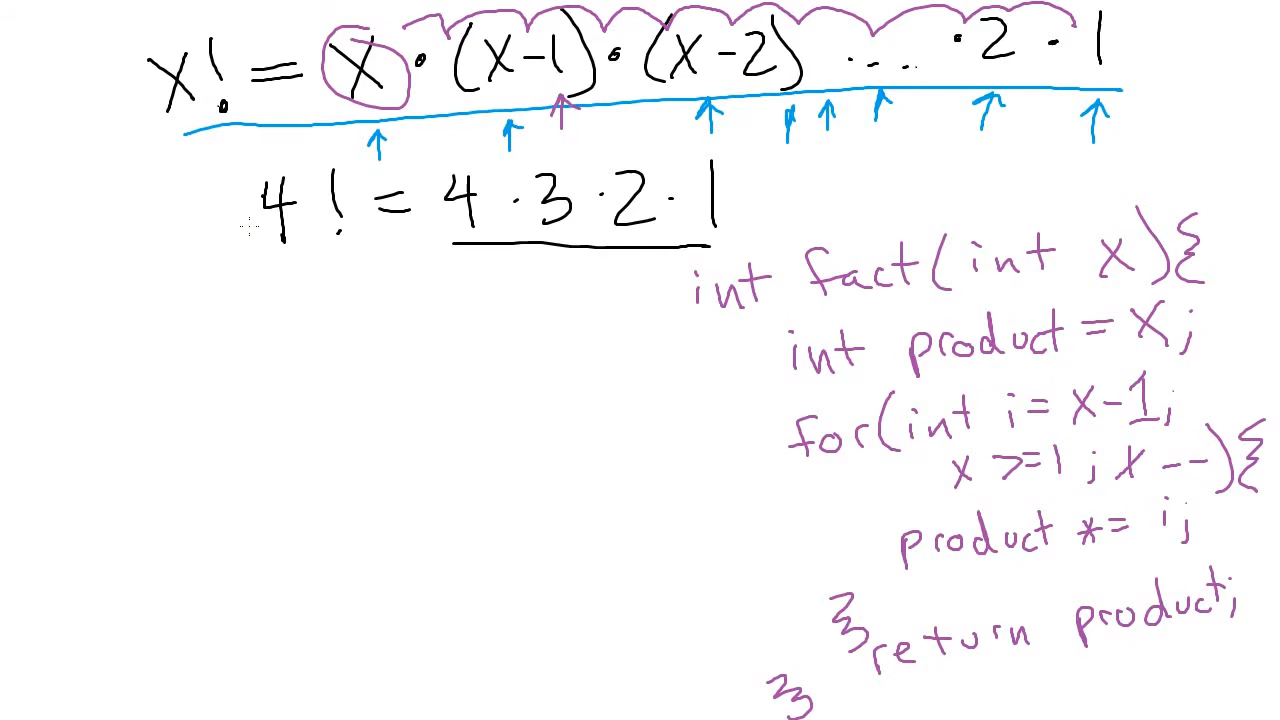 x! = x · (x-1) · (x-2) .... · 2 · 1
4! = 4 · 3 · 2 · 1
int fact(int x){
int product = x;
for(int i = x-1;
x >= 1; x --){
product *= i;
}
return product;
}